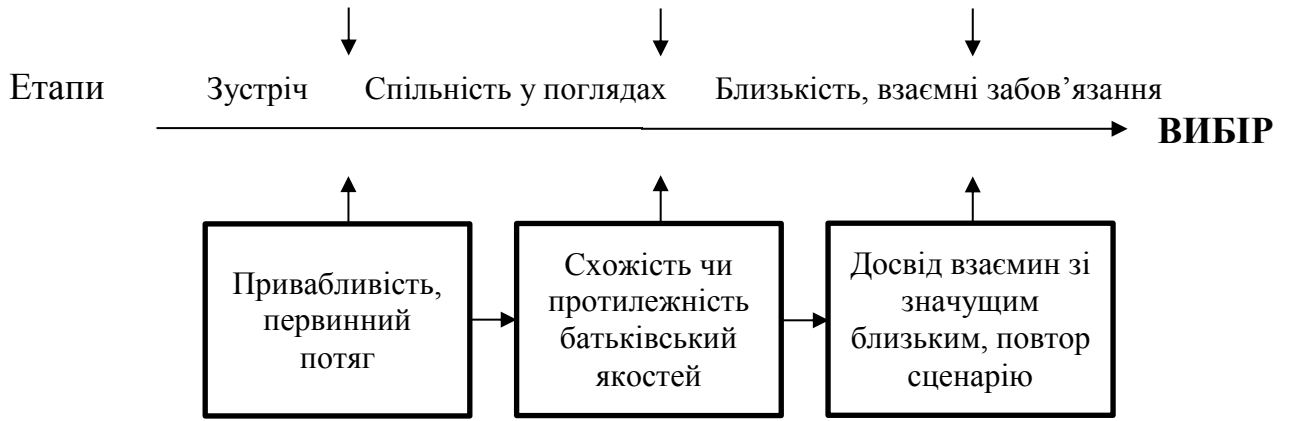 Етапи Зустріч Спільність у поглядах Близькість, взаємні забов’язання
ВИБІР
Привабливість,
первинний
потяг
Схожість чи
протилежність
батьківський
якостей
Досвід взаємин зі
значущим
близьким, повтор
сценарію